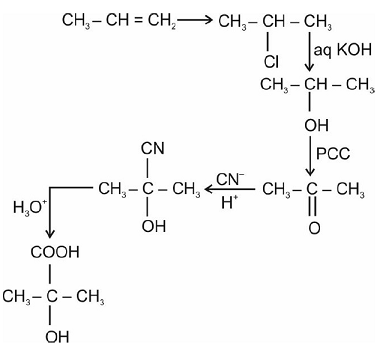 CH₃ – CH = CH₂ ⟶ CH₃ – CH – CH₃
Cl
aq KOH
CH₃ – CH – CH₃
OH
PCC
CH₃ – C – CH₃
O
CN⁻
H⁺
CN
CH₃ – C – CH₃
OH
H₃O⁺
COOH
CH₃ – C – CH₃
OH